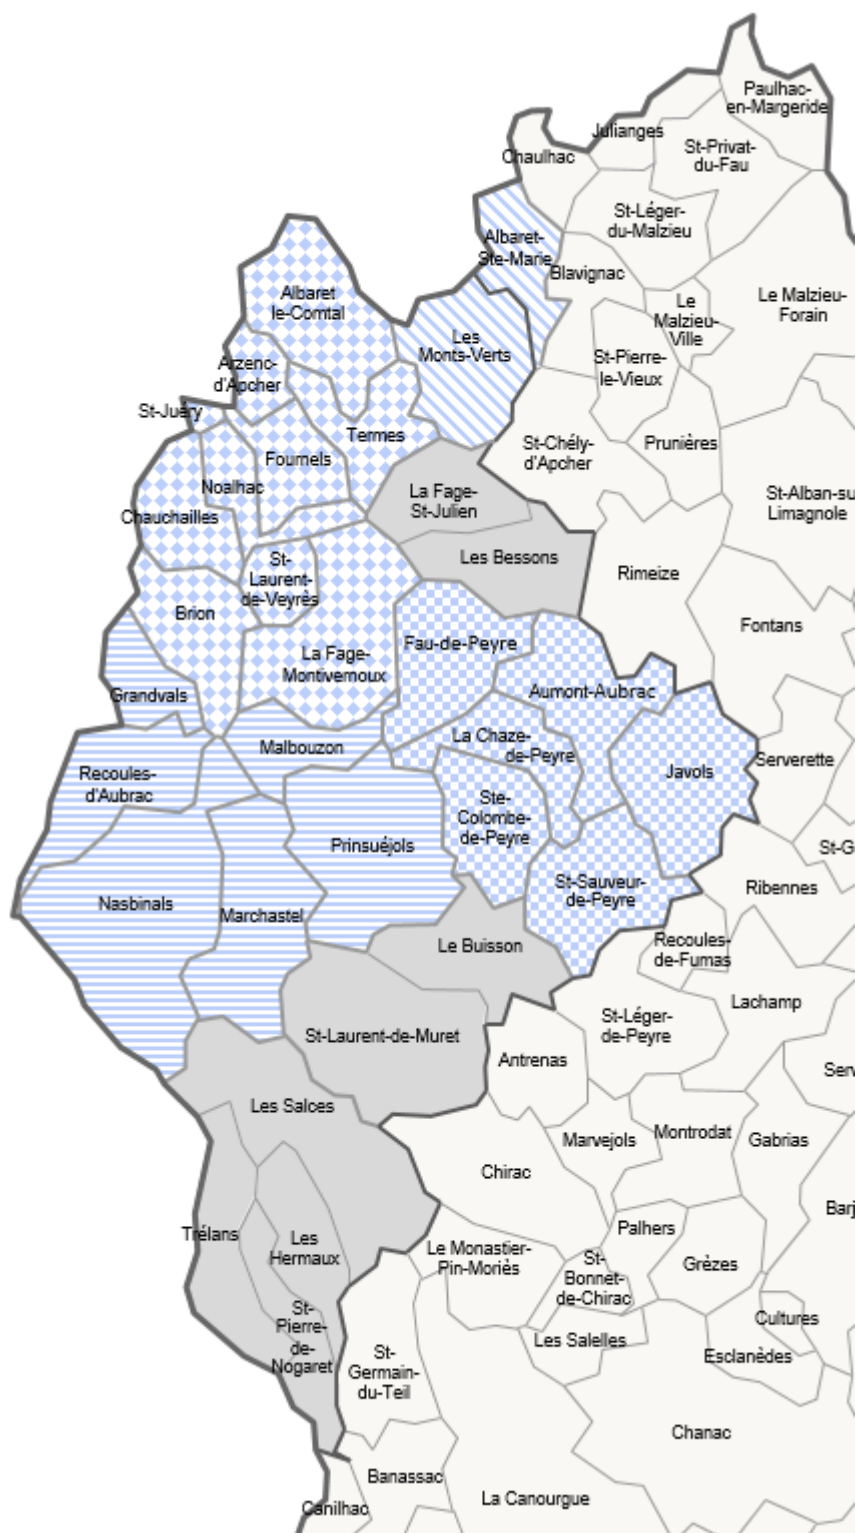 Paulhac-
en-Margeride
Julianges
St-Privat-
du-Fau
Chaulhac
St-Léger-
du-Malzieu
Albaret-
Ste-Marie
Blavignac
Albaret
le-Comtal
Le
Malzieu-
Ville
Le Malzieu-
Forain
Les
Monts-Verts
St-Pierre-
le-Vieux
Arzenc-
d'Apcher
St-Juéry
Termes
St-Chély-
d'Apcher
Prunières
Fournels
Noalhac
La Fage-
St-Julien
St-Alban-su
Limagnole
Chauchailles
Les Bessons
Rimeize
St-
Laurent-
de-Veyrès
Brion
Fontans
Fau-de-Peyre
La Fage-
Montivernoux
Grandvals
Aumont-Aubrac
Malbouzon
La Chaze-
de-Peyre
Serverette
Recoules-
d'Aubrac
Javols
Ste-
Colombe-
de-Peyre
Prinsuéjols
St-G
Nasbinals
Marchastel
St-Sauveur-
de-Peyre
Ribennes
Le Buisson
Recoules-
de-Fumas
Lachamp
St-Laurent-de-Muret
St-Léger-
de-Peyre
Antrenas
Serv
Les Salces
Marvejols
Montrodat
Gabrias
Chirac
Barj
Trélans
Les
Hermaux
Palhers
Le Monastier-
Pin-Moriès
St-
Bonnet-
de-Chirac
Grèzes
St-
Pierre-
de-
Nogaret
Cultures
Les Salelles
Esclanèdes
St-
Germain-
du-Teil
Chanac
Banassac
La Canourgue
Canilhac